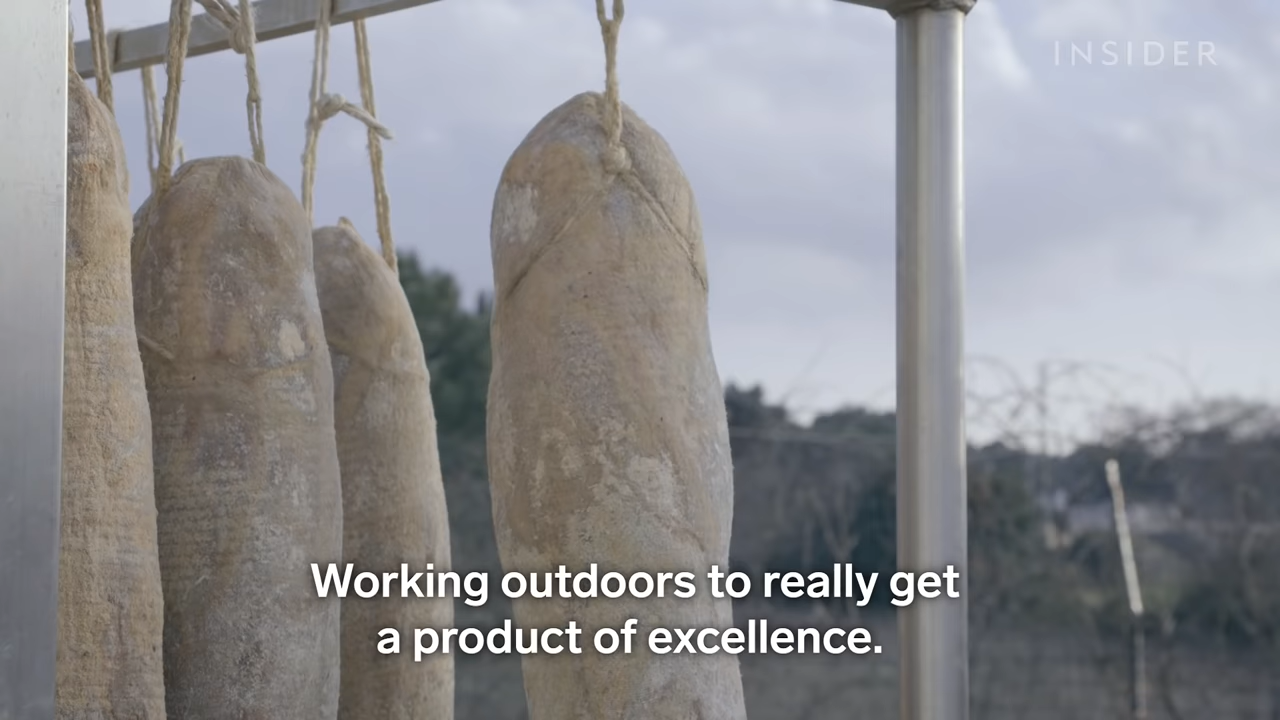 INSIDER
Working outdoors to really get
a product of excellence.